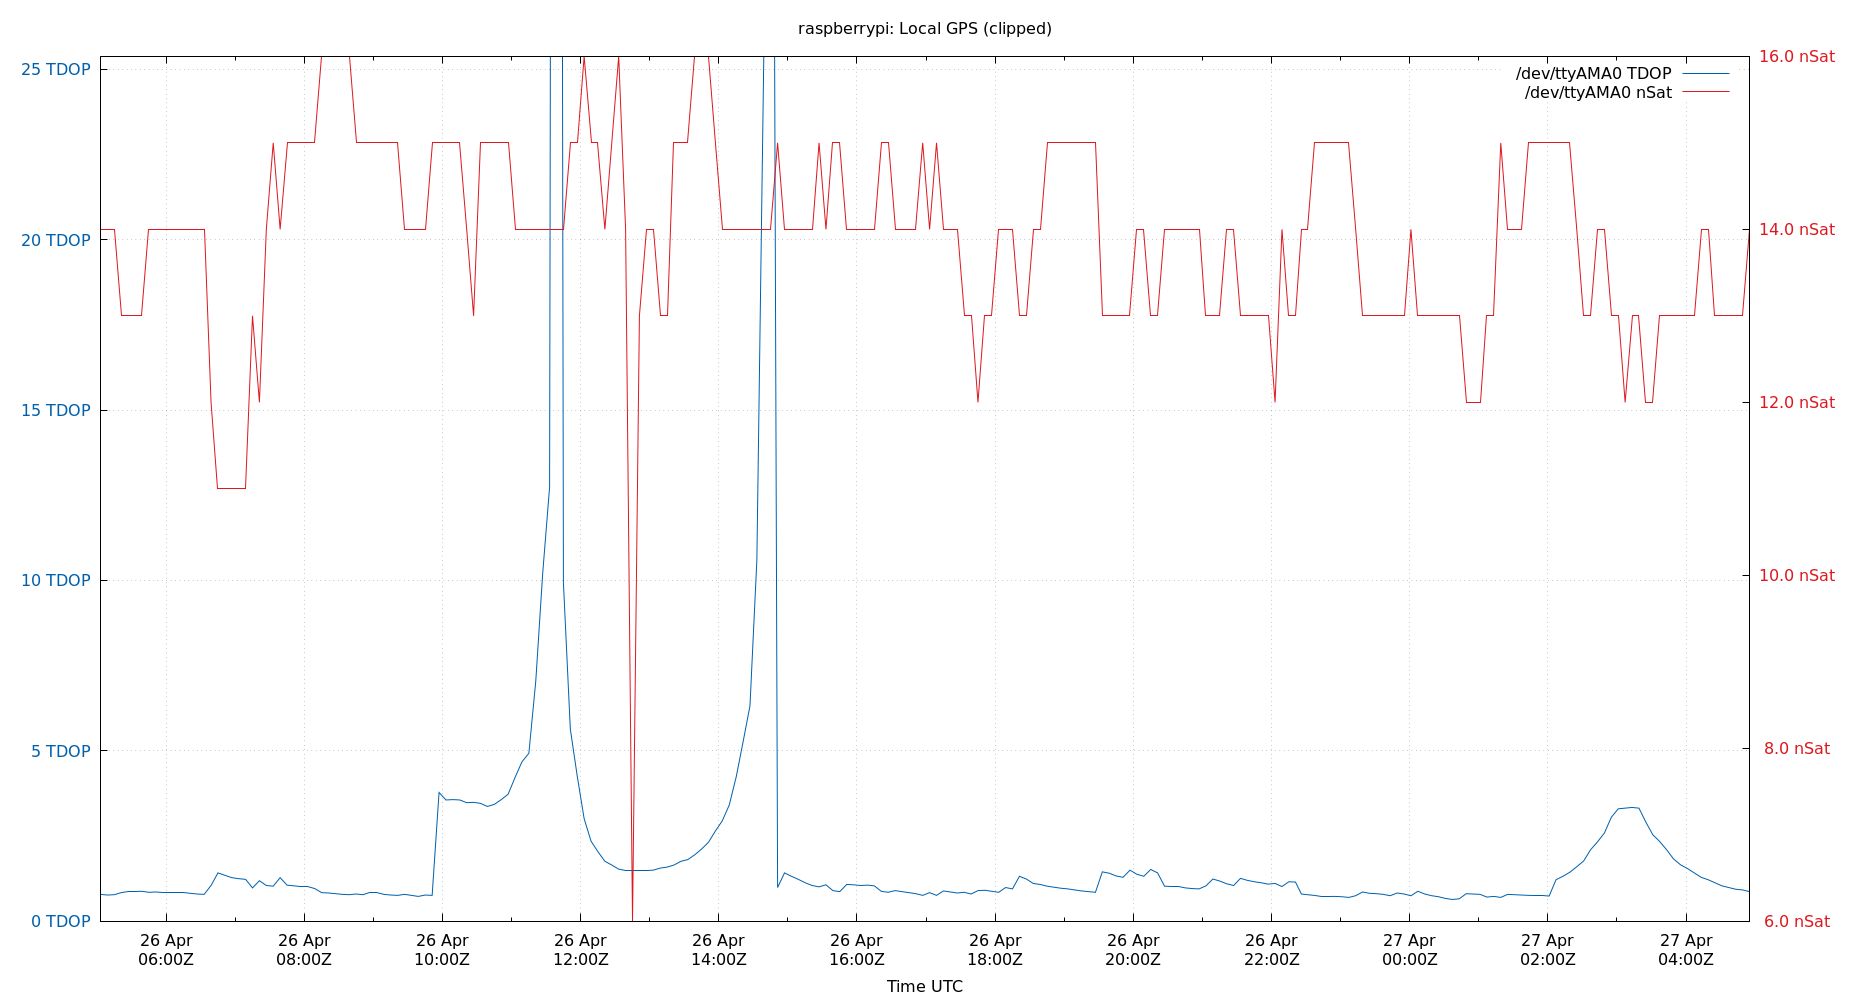 raspberrypi: Local GPS (clipped)
25 TDOP
20 TDOP
15 TDOP
10 TDOP
5 TDOP
0 TDOP
16.0 nSat
14.0 nSat
12.0 nSat
10.0 nSat
8.0 nSat
6.0 nSat
/dev/ttyAMA0 TDOP
/dev/ttyAMA0 nSat
26 Apr
06:00Z
26 Apr
08:00Z
26 Apr
10:00Z
26 Apr
12:00Z
26 Apr
14:00Z
26 Apr
16:00Z
26 Apr
18:00Z
26 Apr
20:00Z
26 Apr
22:00Z
27 Apr
00:00Z
27 Apr
02:00Z
27 Apr
04:00Z
Time UTC